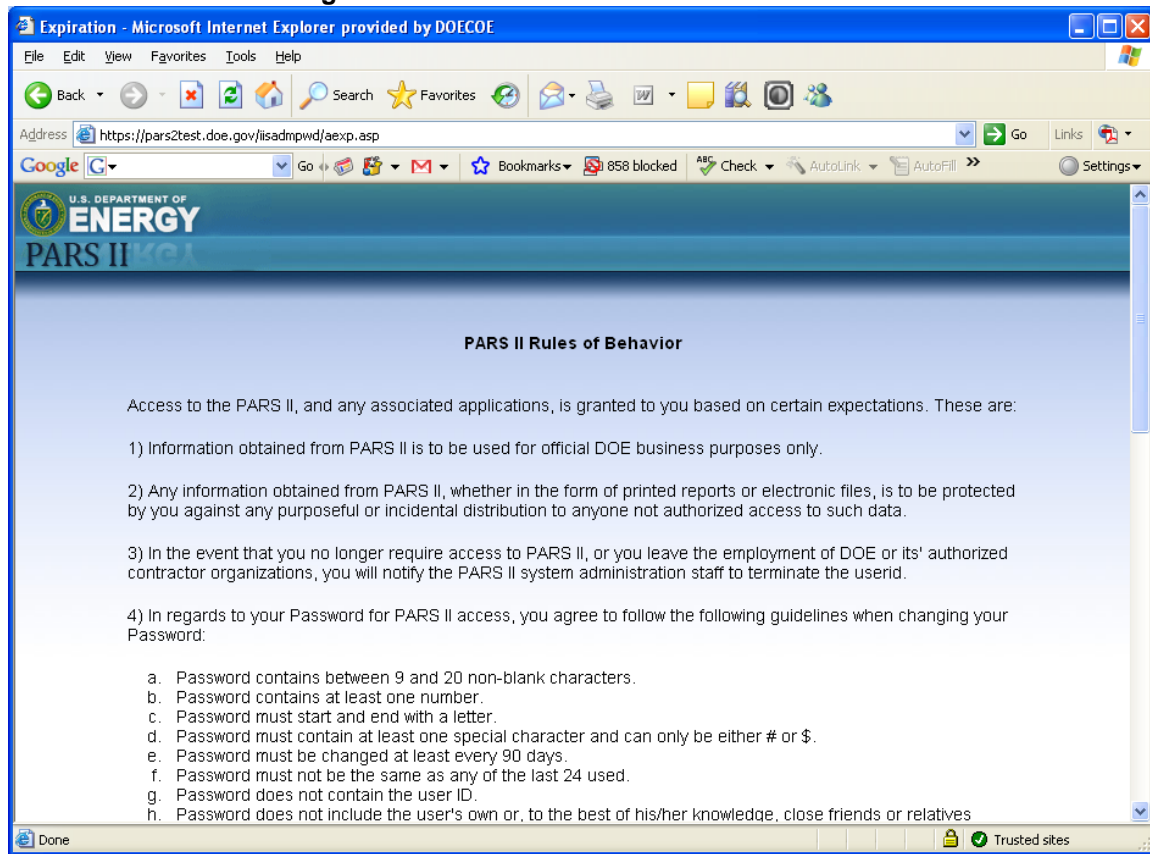 Expiration - Microsoft Internet Explorer provided by DOECOE
File Edit View Favorites Tools Help
Back Search Favorites
Address https://pars2test.doe.gov/iisadmpwd/aexp.asp Go Links
Google G Go Bookmarks 858 blocked ABC Check AutoLink AutoFill Settings
U.S. DEPARTMENT OF
ENERGY
PARS II
PARS II Rules of Behavior
Access to the PARS II, and any associated applications, is granted to you based on certain expectations. These are:
1) Information obtained from PARS II is to be used for official DOE business purposes only.
2) Any information obtained from PARS II, whether in the form of printed reports or electronic files, is to be protected
by you against any purposeful or incidental distribution to anyone not authorized access to such data.
3) In the event that you no longer require access to PARS II, or you leave the employment of DOE or its' authorized
contractor organizations, you will notify the PARS II system administration staff to terminate the userid.
4) In regards to your Password for PARS II access, you agree to follow the following guidelines when changing your
Password:
a. Password contains between 9 and 20 non-blank characters.
b. Password contains at least one number.
c. Password must start and end with a letter.
d. Password must contain at least one special character and can only be either # or $.
e. Password must be changed at least every 90 days.
f. Password must not be the same as any of the last 24 used.
g. Password does not contain the user ID.
h. Password does not include the user's own or, to the best of his/her knowledge, close friends or relatives
Done Trusted sites